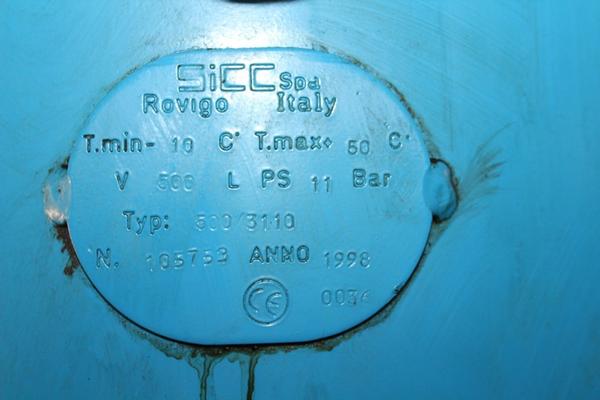 SICC Spa
Rovigo Italy
T.min- 10 C° T.max+ 50 C°
V 500 L PS 11 Bar
Typ: 500/3110
N. 103733 ANNO 1998
CE 0036